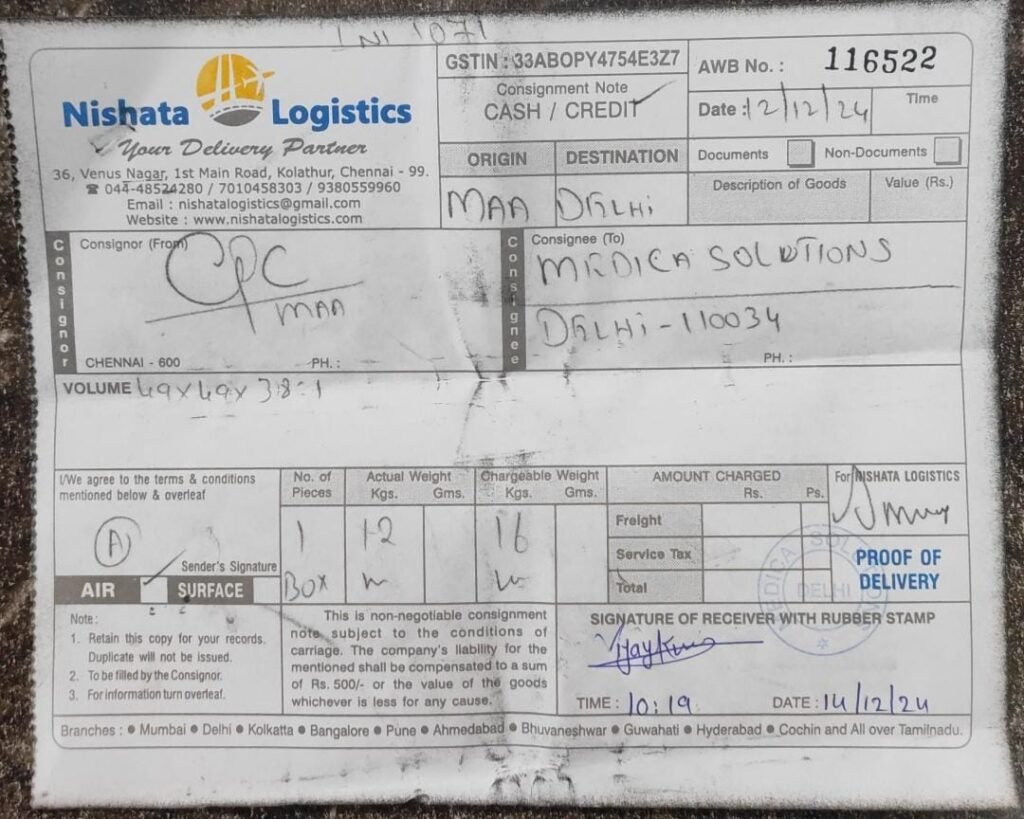 INI 1071
Nishata Logistics
Your Delivery Partner
36, Venus Nagar, 1st Main Road, Kolathur, Chennai - 99.
☎ 044-48524280 / 7010458303 / 9380559960
Email : nishatalogistics@gmail.com
Website : www.nishatalogistics.com
GSTIN : 33ABOPY4754E3Z7
Consignment Note
CASH / CREDIT
AWB No. : 116522
Date : 12/12/24
Time
ORIGIN DESTINATION
MAA DELHi
Documents Non-Documents
Description of Goods Value (Rs.)
Consignor
Consignor (From)
CPC
MAA
CHENNAI - 600 PH. :
Consignee
Consignee (To)
MEDICA SOLUTIONS
DELHi - 110034
PH. :
VOLUME 49x49x38:1
I/We agree to the terms & conditions
mentioned below & overleaf
A
Sender's Signature
AIR SURFACE
No. of Pieces
1
BOX
Actual Weight
Kgs. Gms.
12
Chargeable Weight
Kgs. Gms.
16
AMOUNT CHARGED
Rs. Ps.
Freight
Service Tax
Total
For NISHATA LOGISTICS
PROOF OF
DELIVERY
MEDICA SOLUTIONS
DELHI
Note :
1. Retain this copy for your records.
Duplicate will not be issued.
2. To be filled by the Consignor.
3. For information turn overleaf.
This is non-negotiable consignment
note subject to the conditions of
carriage. The company's liability for the
mentioned shall be compensated to a sum
of Rs. 500/- or the value of the goods
whichever is less for any cause.
SIGNATURE OF RECEIVER WITH RUBBER STAMP
TIME : 10:19 DATE : 14/12/24
Branches : ● Mumbai ● Delhi ● Kolkatta ● Bangalore ● Pune ● Ahmedabad ● Bhuvaneshwar ● Guwahati ● Hyderabad ● Cochin and All over Tamilnadu.